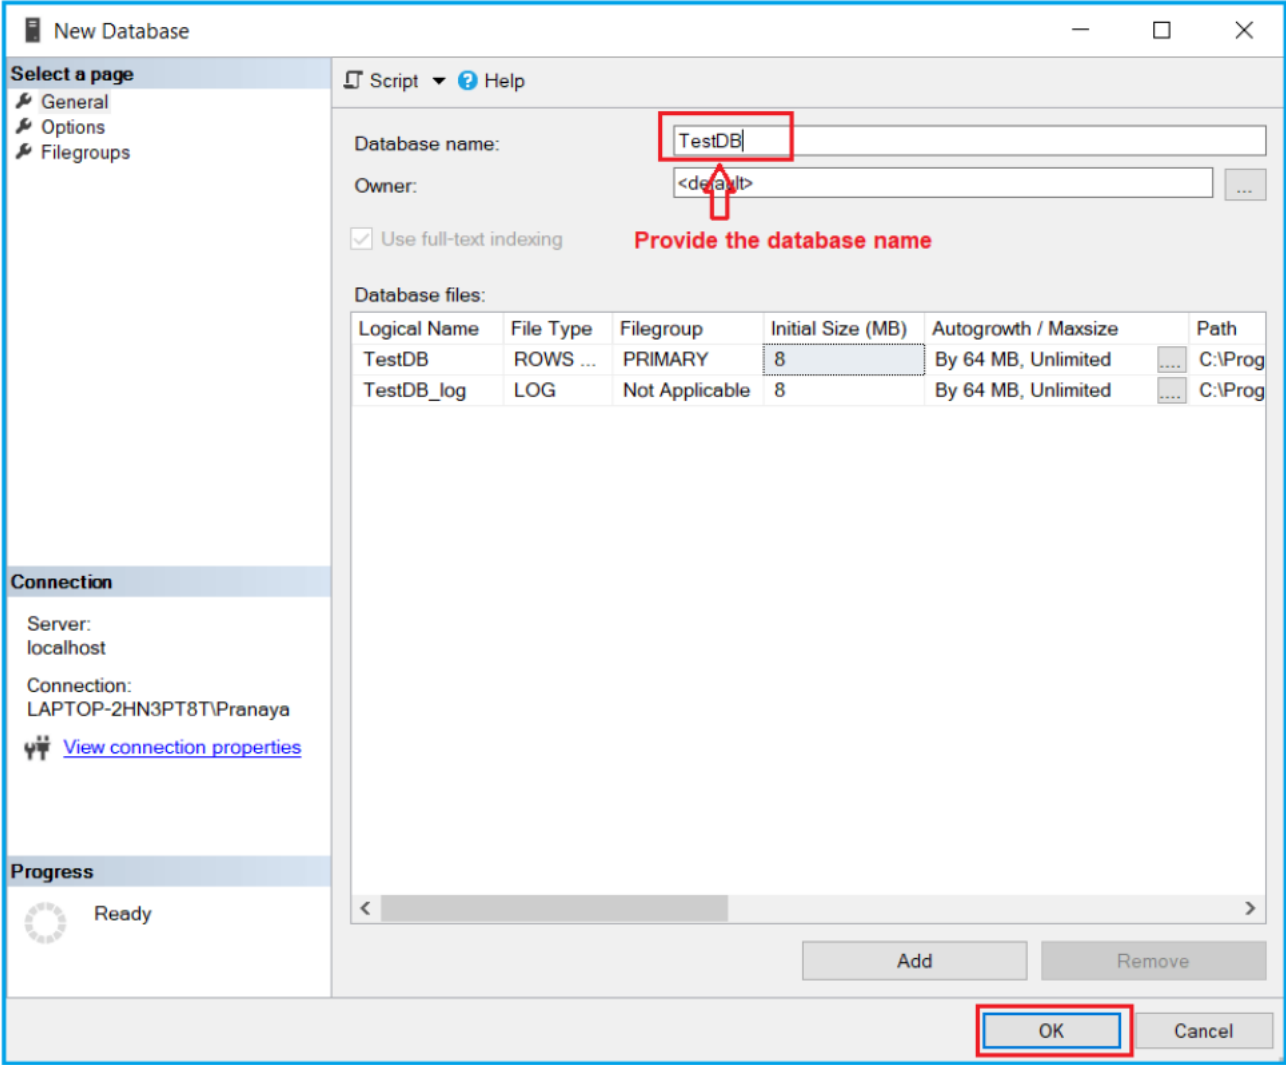 New Database
Select a page
General
Options
Filegroups
Script Help
Database name: TestDB
Owner: <default> ...
Use full-text indexing
Provide the database name
Database files:
Logical Name File Type Filegroup Initial Size (MB) Autogrowth / Maxsize Path
TestDB ROWS ... PRIMARY 8 By 64 MB, Unlimited .... C:\Prog
TestDB_log LOG Not Applicable 8 By 64 MB, Unlimited .... C:\Prog
Connection
Server:
localhost
Connection:
LAPTOP-2HN3PT8T\Pranaya
View connection properties
Progress
Ready
Add Remove
OK Cancel